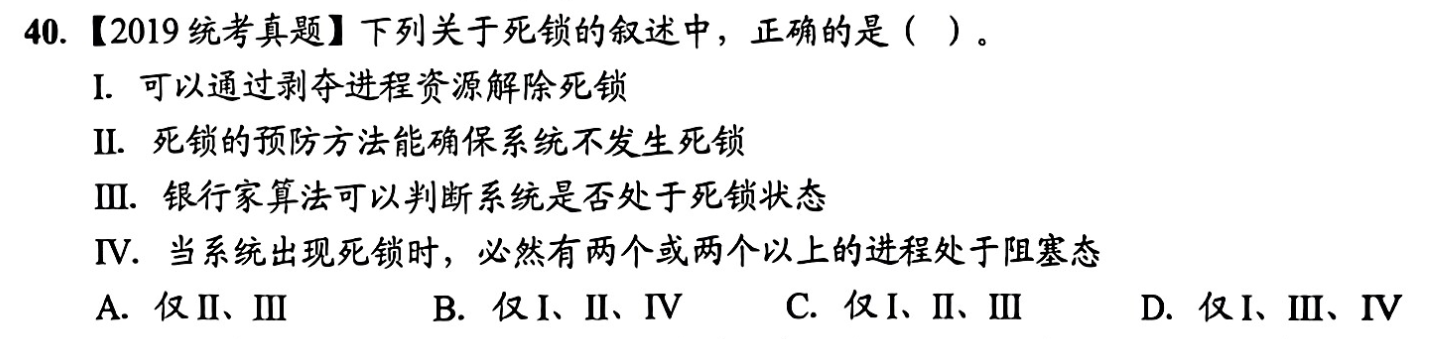 40. 【2019 统考真题】下列关于死锁的叙述中，正确的是（ ）。
I. 可以通过剥夺进程资源解除死锁
II. 死锁的预防方法能确保系统不发生死锁
III. 银行家算法可以判断系统是否处于死锁状态
IV. 当系统出现死锁时，必然有两个或两个以上的进程处于阻塞态
A. 仅 II、III B. 仅 I、II、IV C. 仅 I、II、III D. 仅 I、III、IV